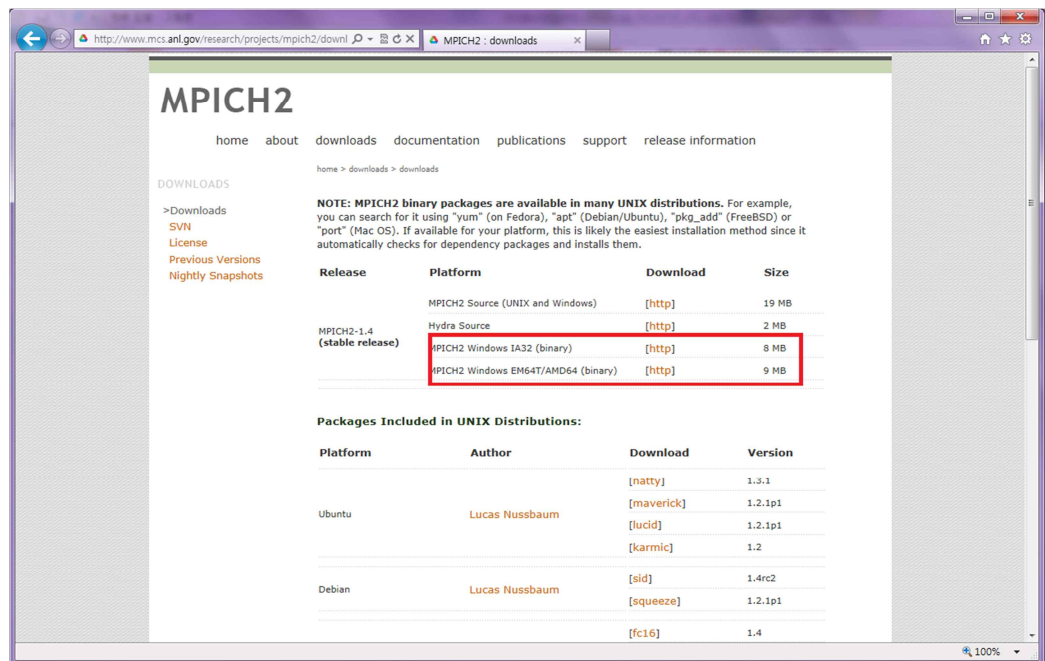 http://www.mcs.anl.gov/research/projects/mpich2/downl
MPICH2 : downloads
MPICH2
home about downloads documentation publications support release information
home > downloads > downloads
DOWNLOADS
>Downloads
SVN
License
Previous Versions
Nightly Snapshots
NOTE: MPICH2 binary packages are available in many UNIX distributions. For example,
you can search for it using "yum" (on Fedora), "apt" (Debian/Ubuntu), "pkg_add" (FreeBSD) or
"port" (Mac OS). If available for your platform, this is likely the easiest installation method since it
automatically checks for dependency packages and installs them.
Release Platform Download Size
MPICH2-1.4
(stable release)
MPICH2 Source (UNIX and Windows) [http] 19 MB
Hydra Source [http] 2 MB
MPICH2 Windows IA32 (binary) [http] 8 MB
MPICH2 Windows EM64T/AMD64 (binary) [http] 9 MB
Packages Included in UNIX Distributions:
Platform Author Download Version
Ubuntu Lucas Nussbaum
[natty] 1.3.1
[maverick] 1.2.1p1
[lucid] 1.2.1p1
[karmic] 1.2
Debian Lucas Nussbaum
[sid] 1.4rc2
[squeeze] 1.2.1p1
[fc16] 1.4
100%